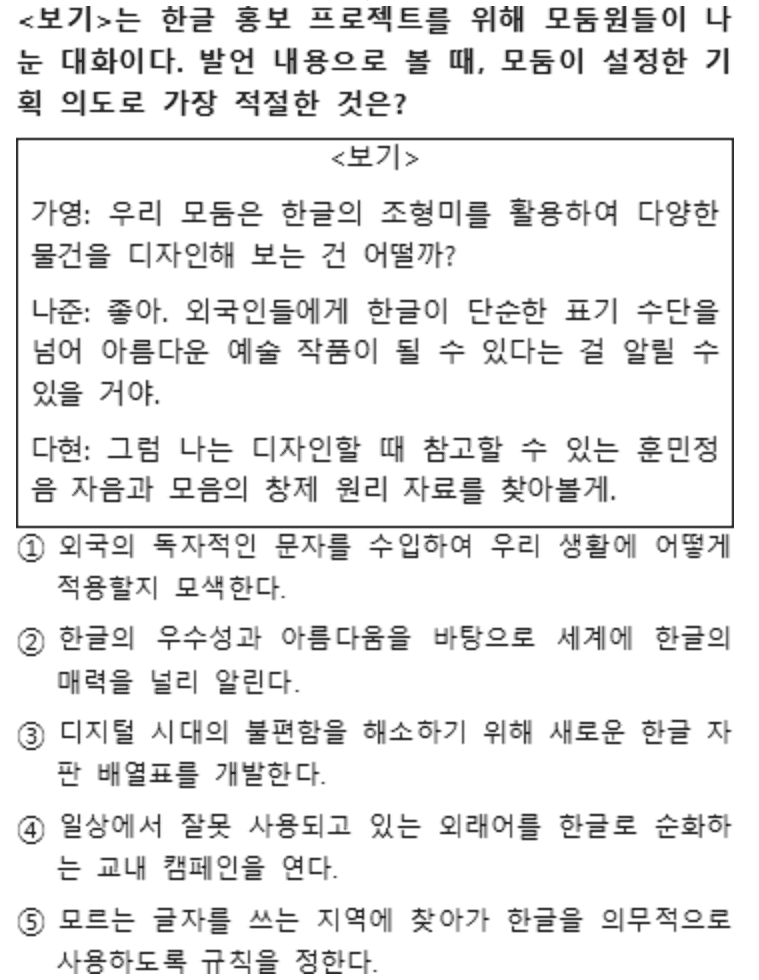 <보기>는 한글 홍보 프로젝트를 위해 모둠원들이 나
눈 대화이다. 발언 내용으로 볼 때, 모둠이 설정한 기
획 의도로 가장 적절한 것은?
<보기>
가영: 우리 모둠은 한글의 조형미를 활용하여 다양한
물건을 디자인해 보는 건 어떨까?
나준: 좋아. 외국인들에게 한글이 단순한 표기 수단을
넘어 아름다운 예술 작품이 될 수 있다는 걸 알릴 수
있을 거야.
다현: 그럼 나는 디자인할 때 참고할 수 있는 훈민정
음 자음과 모음의 창제 원리 자료를 찾아볼게.
① 외국의 독자적인 문자를 수입하여 우리 생활에 어떻게
적용할지 모색한다.
② 한글의 우수성과 아름다움을 바탕으로 세계에 한글의
매력을 널리 알린다.
③ 디지털 시대의 불편함을 해소하기 위해 새로운 한글 자
판 배열표를 개발한다.
④ 일상에서 잘못 사용되고 있는 외래어를 한글로 순화하
는 교내 캠페인을 연다.
⑤ 모르는 글자를 쓰는 지역에 찾아가 한글을 의무적으로
사용하도록 규칙을 정한다.